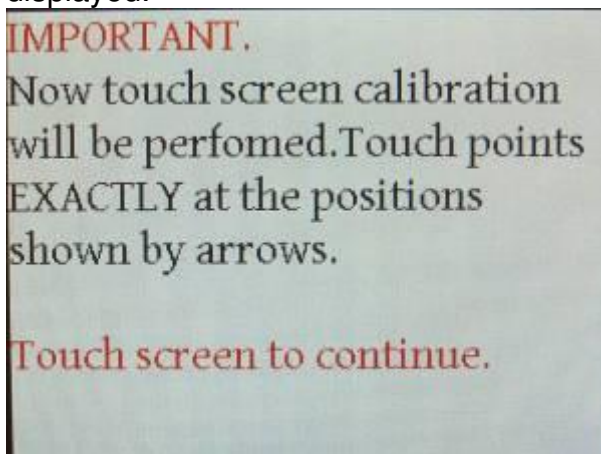 displayed.
IMPORTANT.
Now touch screen calibration
will be perfomed.Touch points
EXACTLY at the positions
shown by arrows.
Touch screen to continue.